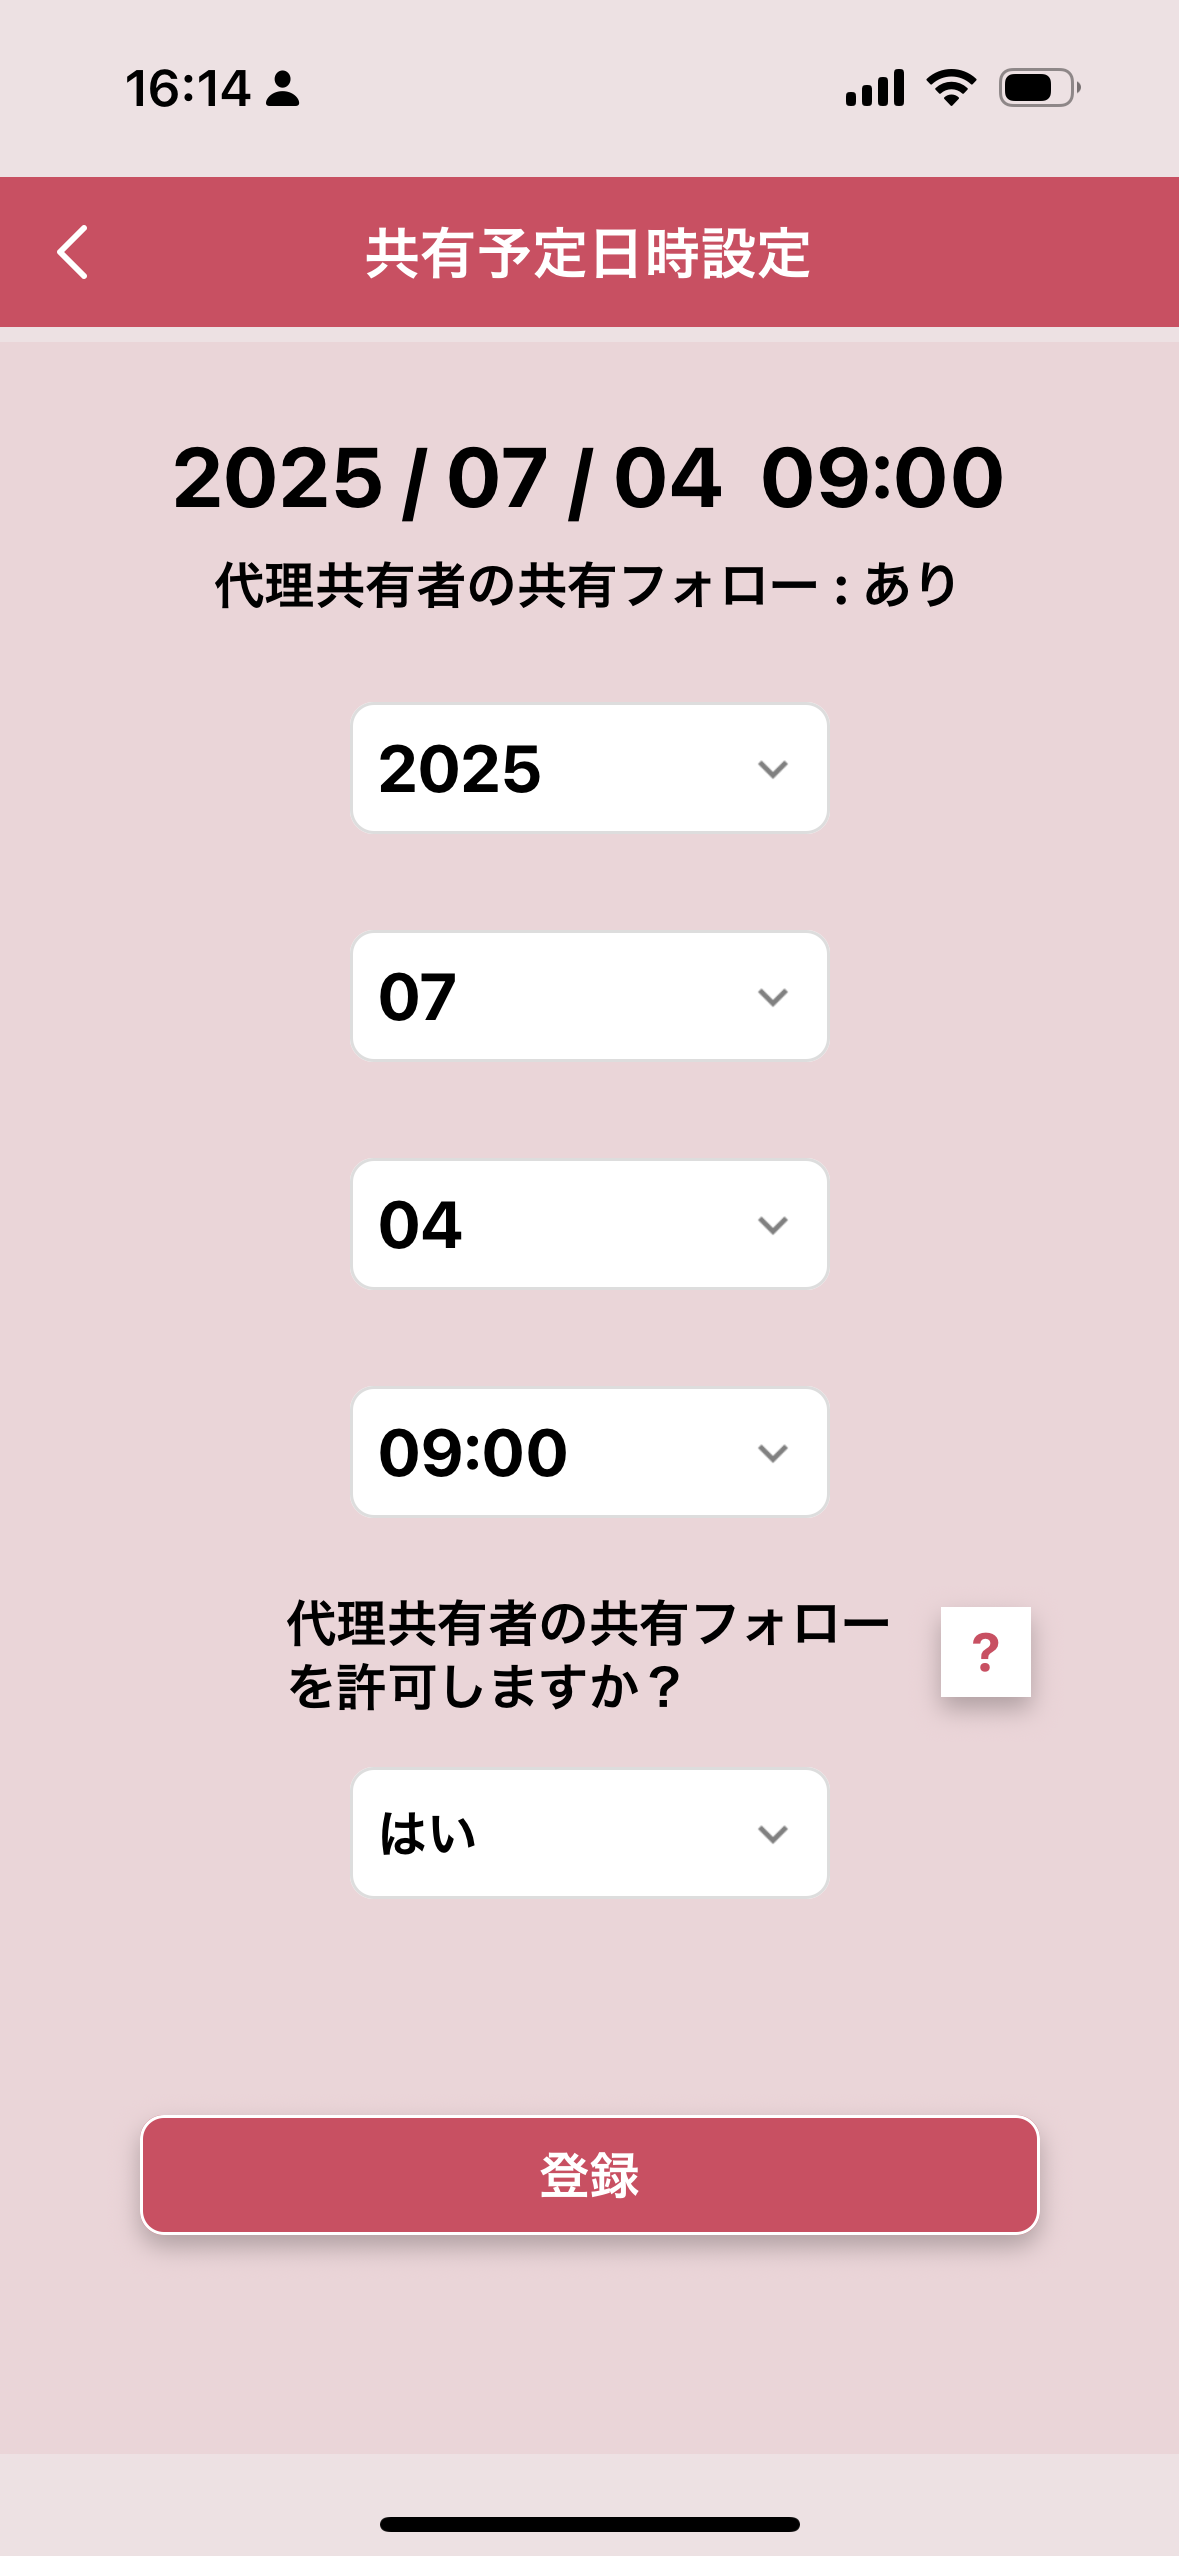 16:14
共有予定日時設定
2025 / 07 / 04 09:00
代理共有者の共有フォロー : あり
2025
07
04
09:00
代理共有者の共有フォロー
を許可しますか？
?
はい
登録